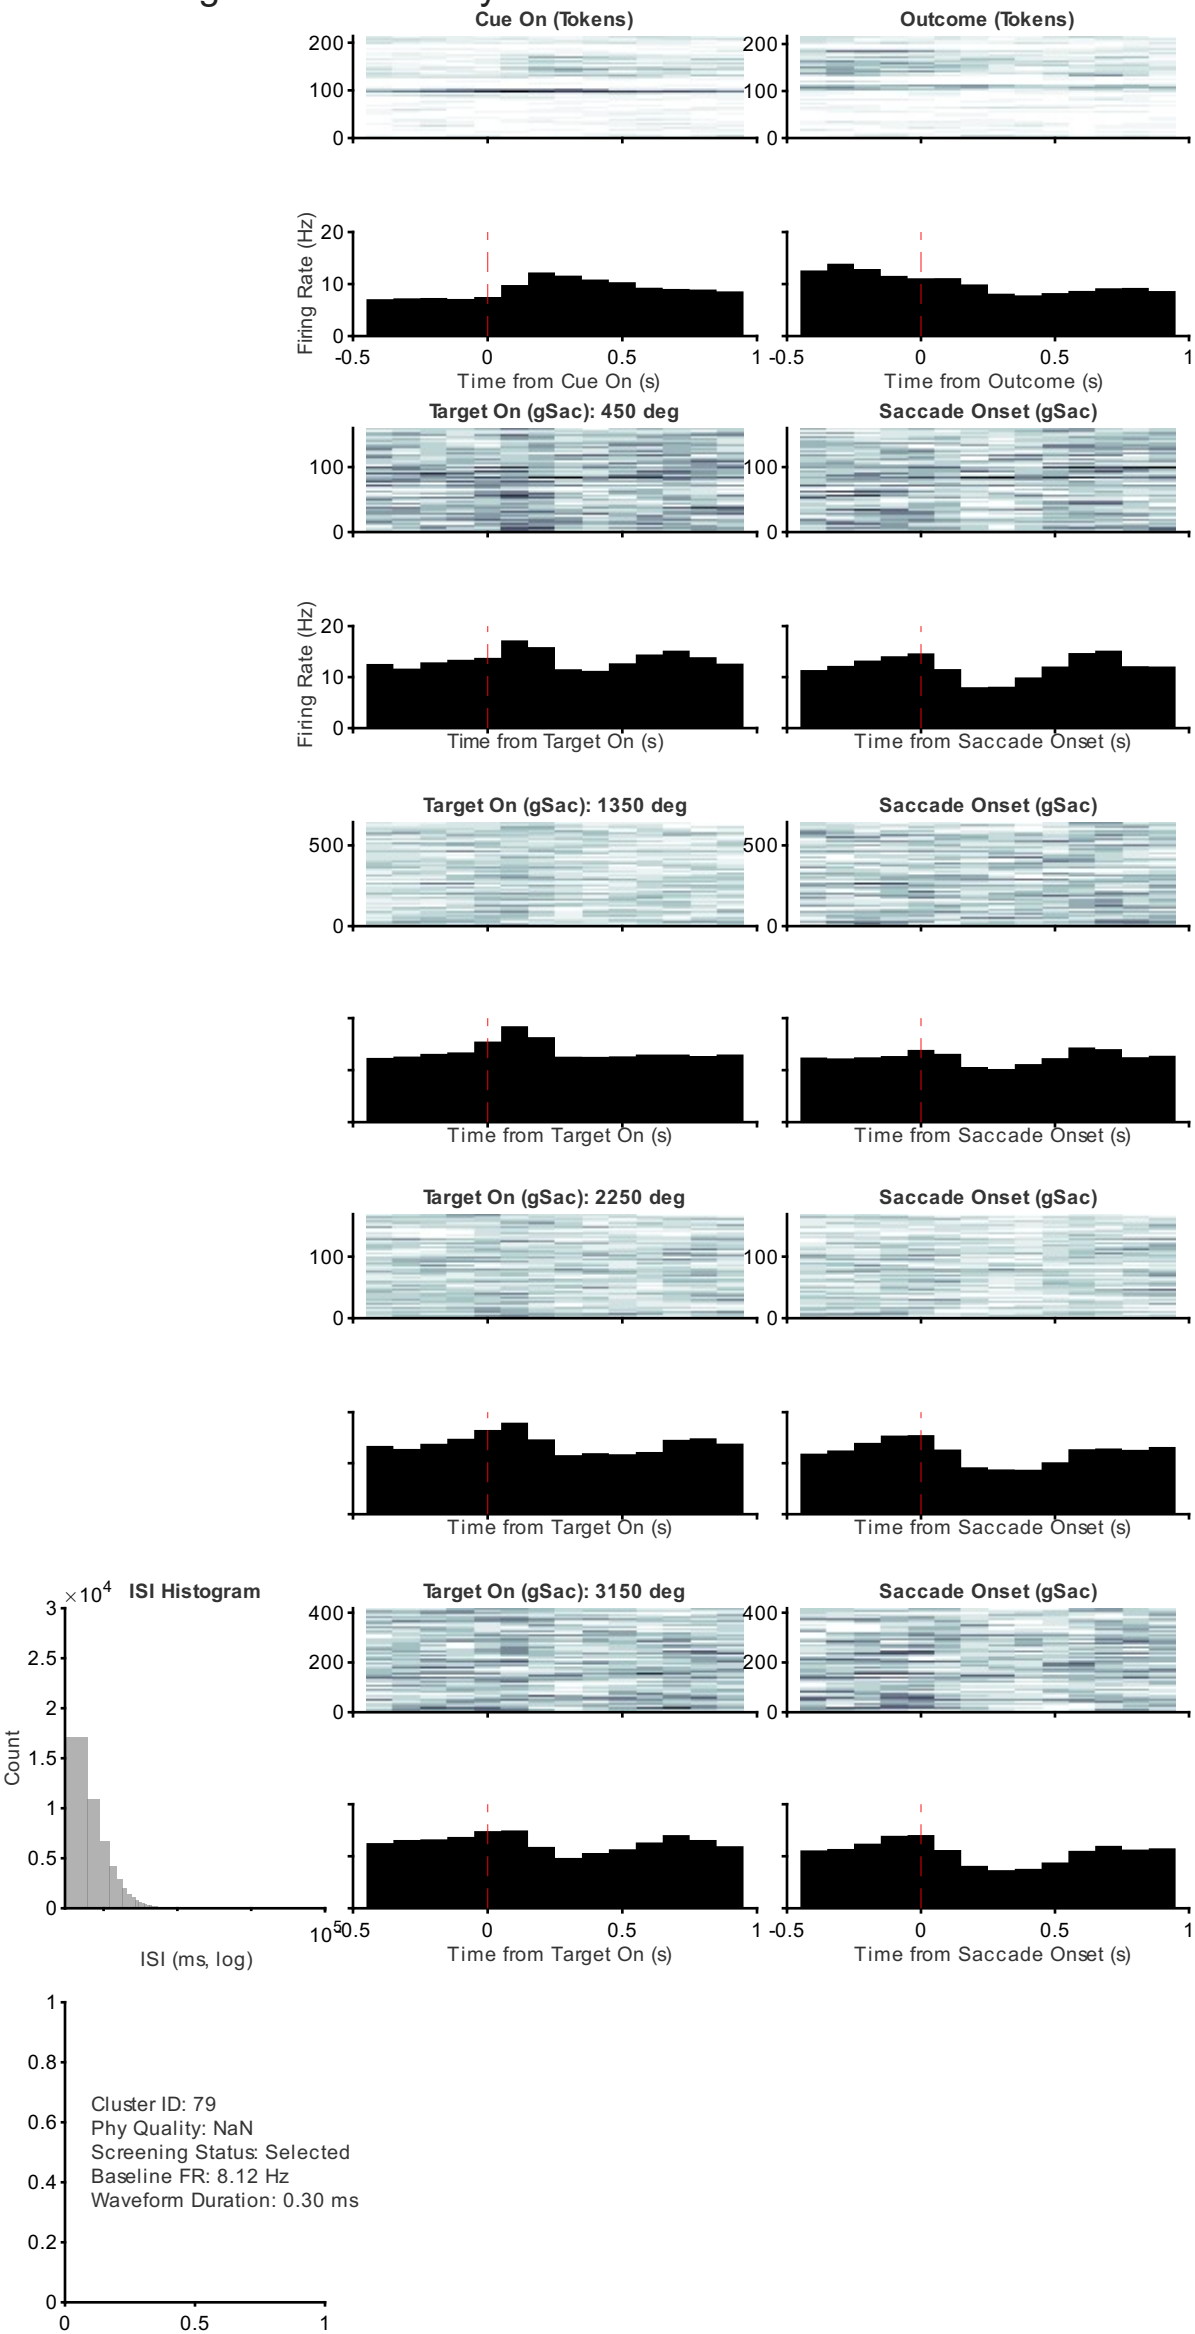 Cue On (Tokens)
Outcome (Tokens)
200
100
0
200
100
0
Firing Rate (Hz)
20
10
0
-0.5
0
0.5
1
-0.5
0
0.5
1
Time from Cue On (s)
Time from Outcome (s)
Target On (gSac): 450 deg
Saccade Onset (gSac)
100
0
100
0
Firing Rate (Hz)
20
10
0
Time from Target On (s)
Time from Saccade Onset (s)
Target On (gSac): 1350 deg
Saccade Onset (gSac)
500
0
500
0
Time from Target On (s)
Time from Saccade Onset (s)
Target On (gSac): 2250 deg
Saccade Onset (gSac)
100
0
100
0
Time from Target On (s)
Time from Saccade Onset (s)
×10⁴
ISI Histogram
3
2.5
2
1.5
1
0.5
0
Count
10⁵
ISI (ms, log)
Target On (gSac): 3150 deg
Saccade Onset (gSac)
400
200
0
400
200
0
-0.5
0
0.5
1
-0.5
0
0.5
1
Time from Target On (s)
Time from Saccade Onset (s)
1
0.8
0.6
0.4
0.2
0
0
0.5
1
Cluster ID: 79
Phy Quality: NaN
Screening Status: Selected
Baseline FR: 8.12 Hz
Waveform Duration: 0.30 ms